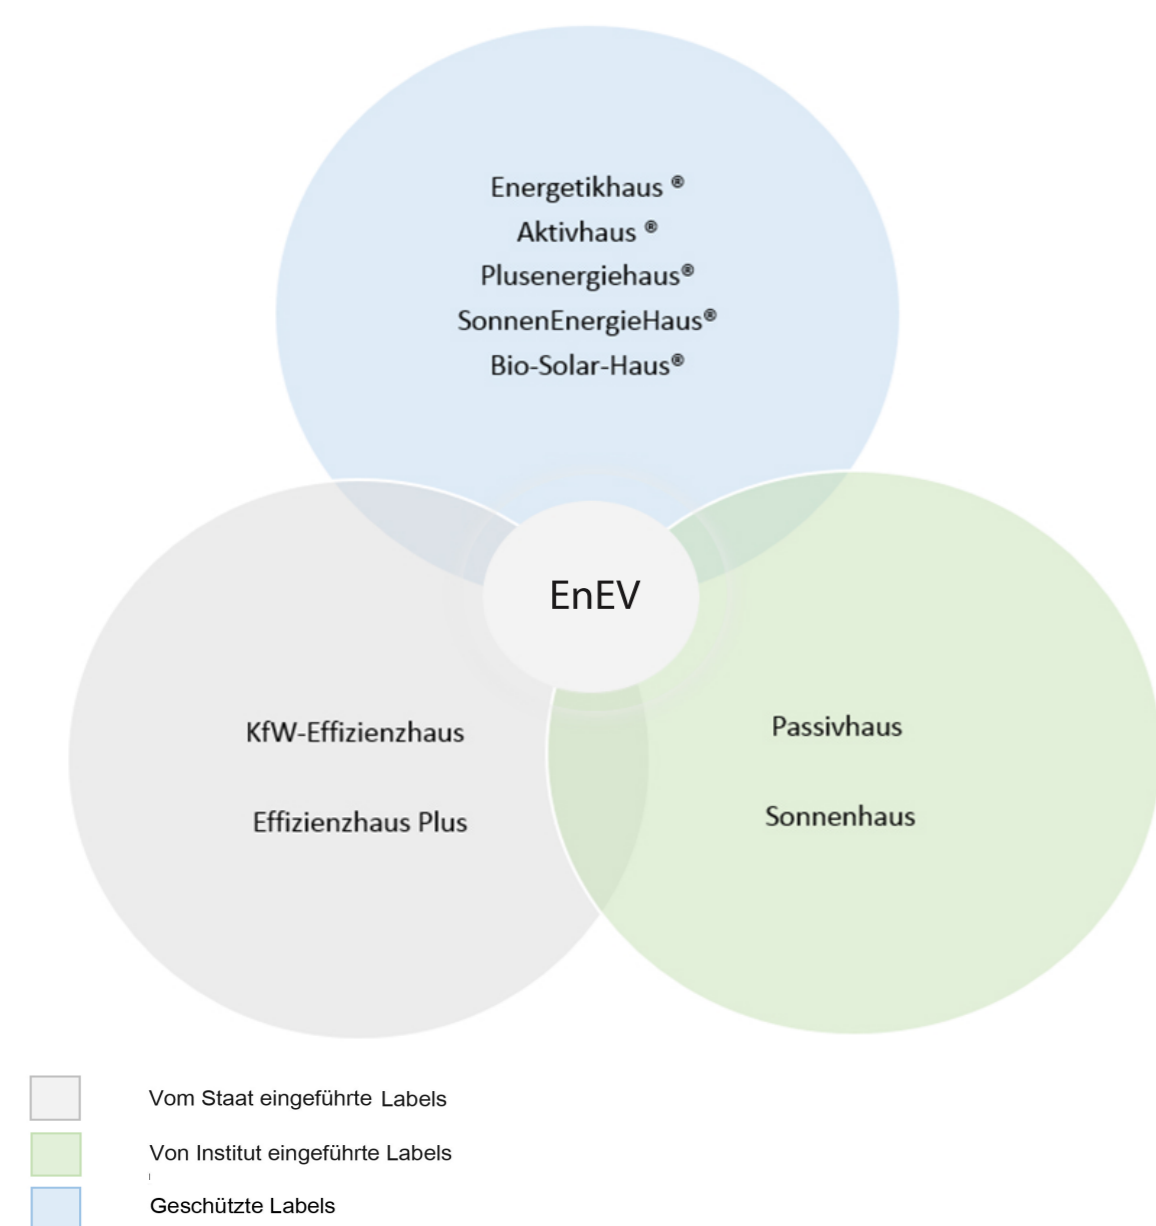 Energetikhaus ®
Aktivhaus ®
Plusenergiehaus®
SonnenEnergieHaus®
Bio-Solar-Haus®
EnEV
KfW-Effizienzhaus
Effizienzhaus Plus
Passivhaus
Sonnenhaus
Vom Staat eingeführte Labels
Von Institut eingeführte Labels
Geschützte Labels